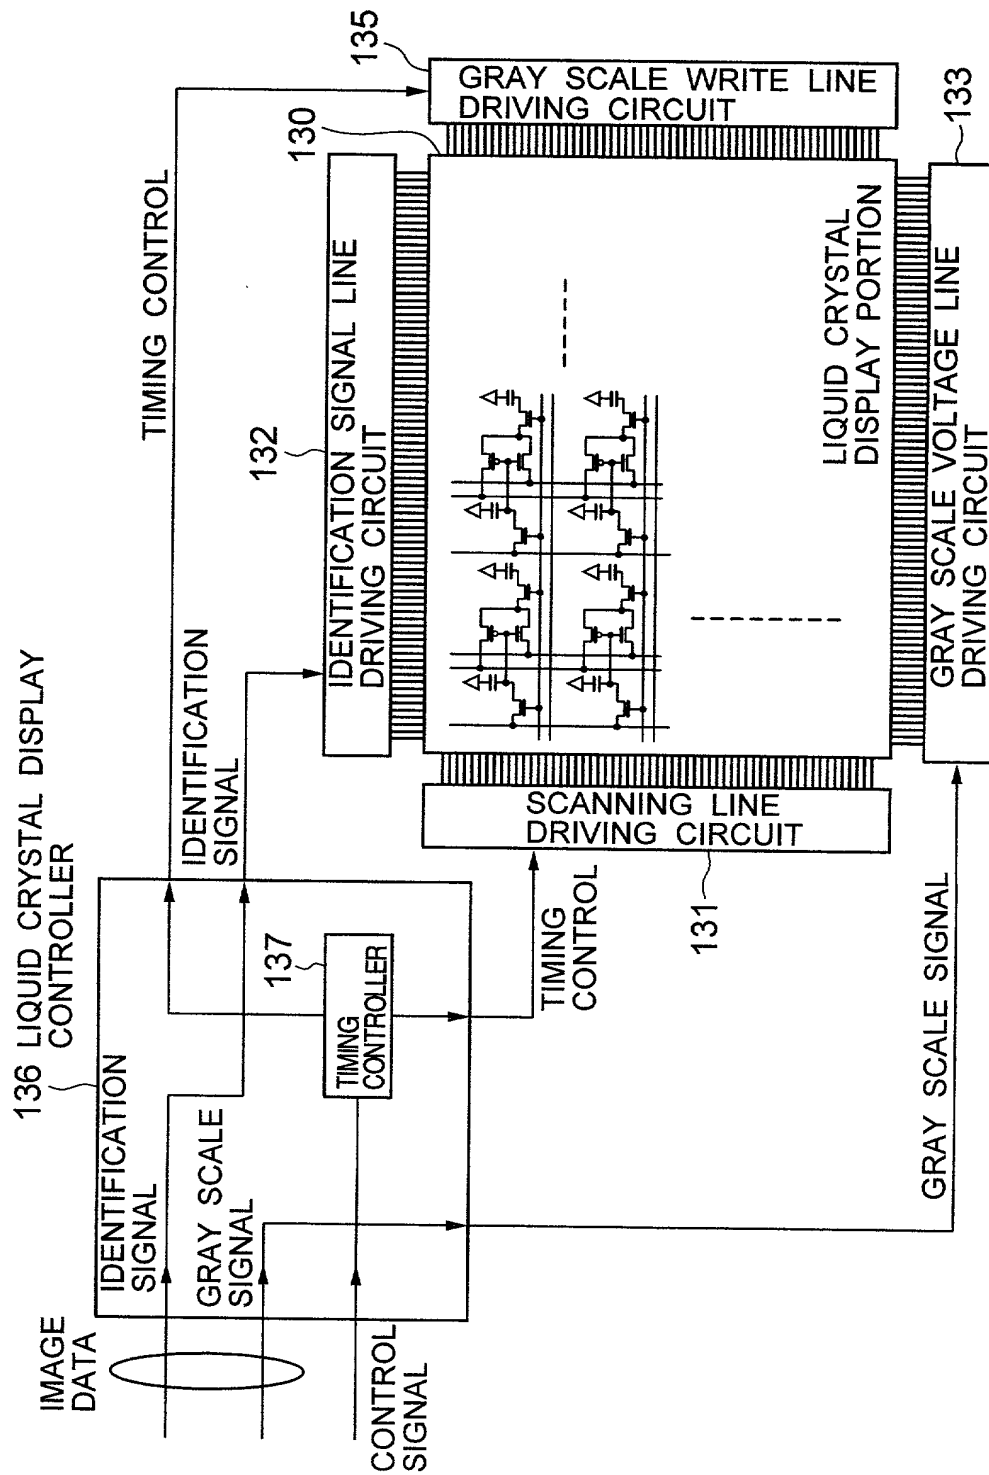 136 LIQUID CRYSTAL DISPLAY
CONTROLLER
IMAGE
DATA
IDENTIFICATION
SIGNAL
GRAY SCALE
SIGNAL
CONTROL
SIGNAL
137
TIMING
CONTROLLER
IDENTIFICATION
SIGNAL
TIMING CONTROL
TIMING
CONTROL
GRAY SCALE SIGNAL
132
IDENTIFICATION SIGNAL LINE
DRIVING CIRCUIT
130
135
GRAY SCALE WRITE LINE
DRIVING CIRCUIT
SCANNING LINE
DRIVING CIRCUIT
131
LIQUID CRYSTAL
DISPLAY PORTION
GRAY SCALE VOLTAGE LINE
DRIVING CIRCUIT
133